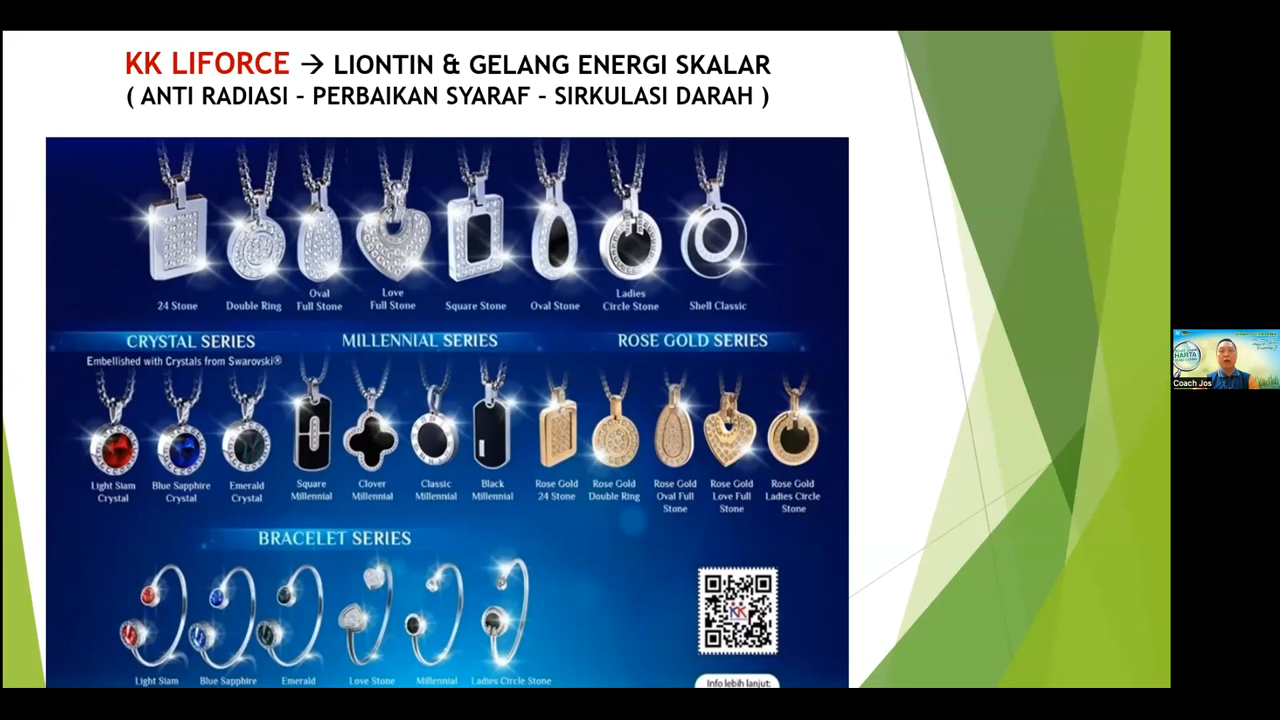 KK LIFORCE → LIONTIN & GELANG ENERGI SKALAR
( ANTI RADIASI – PERBAIKAN SYARAF – SIRKULASI DARAH )
24 Stone
Double Ring
Oval
Full Stone
Love
Full Stone
Square Stone
Oval Stone
Ladies
Circle Stone
Shell Classic
CRYSTAL SERIES
Embellished with Crystals from Swarovski®
MILLENNIAL SERIES
ROSE GOLD SERIES
Light Siam
Crystal
Blue Sapphire
Crystal
Emerald
Crystal
Square
Millennial
Clover
Millennial
Classic
Millennial
Black
Millennial
Rose Gold
24 Stone
Rose Gold
Double Ring
Rose Gold
Oval Full
Stone
Rose Gold
Love Full
Stone
Rose Gold
Ladies Circle
Stone
BRACELET SERIES
Light Siam
Blue Sapphire
Emerald
Love Stone
Millennial
Ladies Circle Stone
KK
Info lebih lanjut:
HARTA
Coach Jos